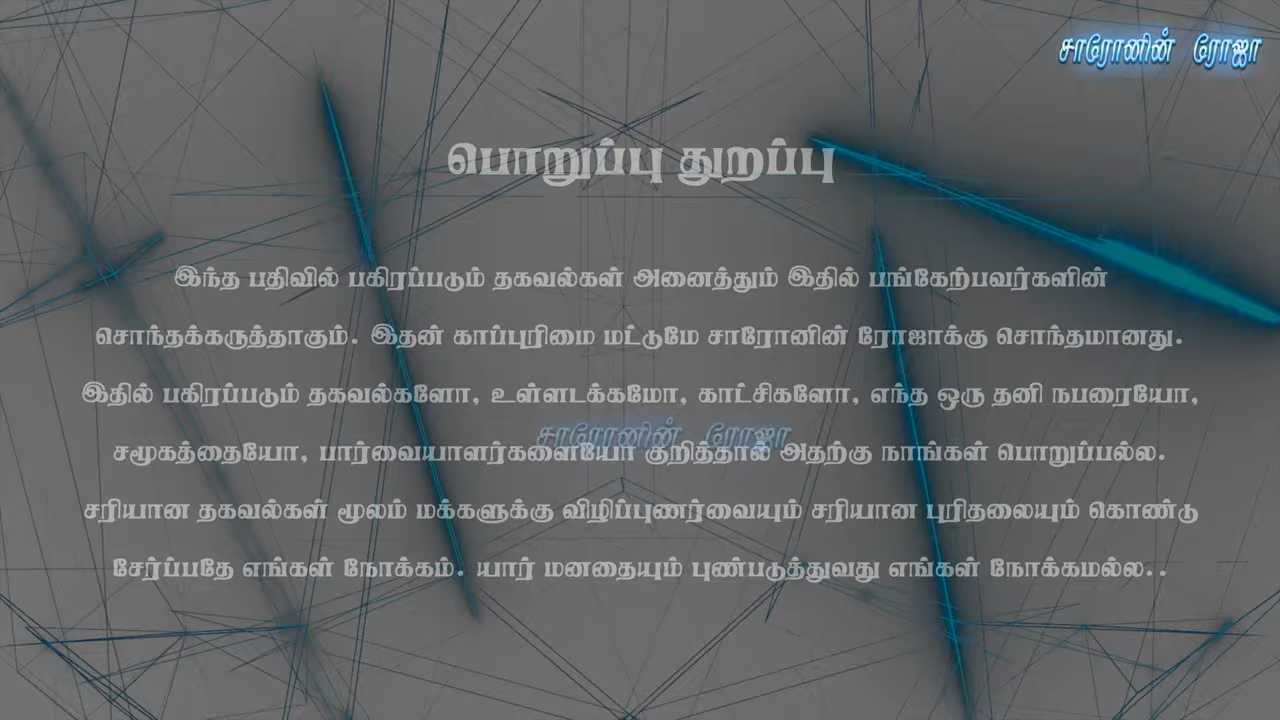 சாரோனின் ரோஜா
பொறுப்பு துறப்பு
இந்த பதிவில் பகிரப்படும் தகவல்கள் அனைத்தும் இதில் பங்கேற்பவர்களின்
சொந்தக்கருத்தாகும். இதன் காப்புரிமை மட்டுமே சாரோனின் ரோஜாக்கு சொந்தமானது.
இதில் பகிரப்படும் தகவல்களோ, உள்ளடக்கமோ, காட்சிகளோ, எந்த ஒரு தனி நபரையோ,
சாரோனின் ரோஜா
சமூகத்தையோ, பார்வையாளர்களையோ குறித்தால் அதற்கு நாங்கள் பொறுப்பல்ல.
சரியான தகவல்கள் மூலம் மக்களுக்கு விழிப்புணர்வையும் சரியான புரிதலையும் கொண்டு
சேர்ப்பதே எங்கள் நோக்கம். யார் மனதையும் புண்படுத்துவது எங்கள் நோக்கமல்ல..